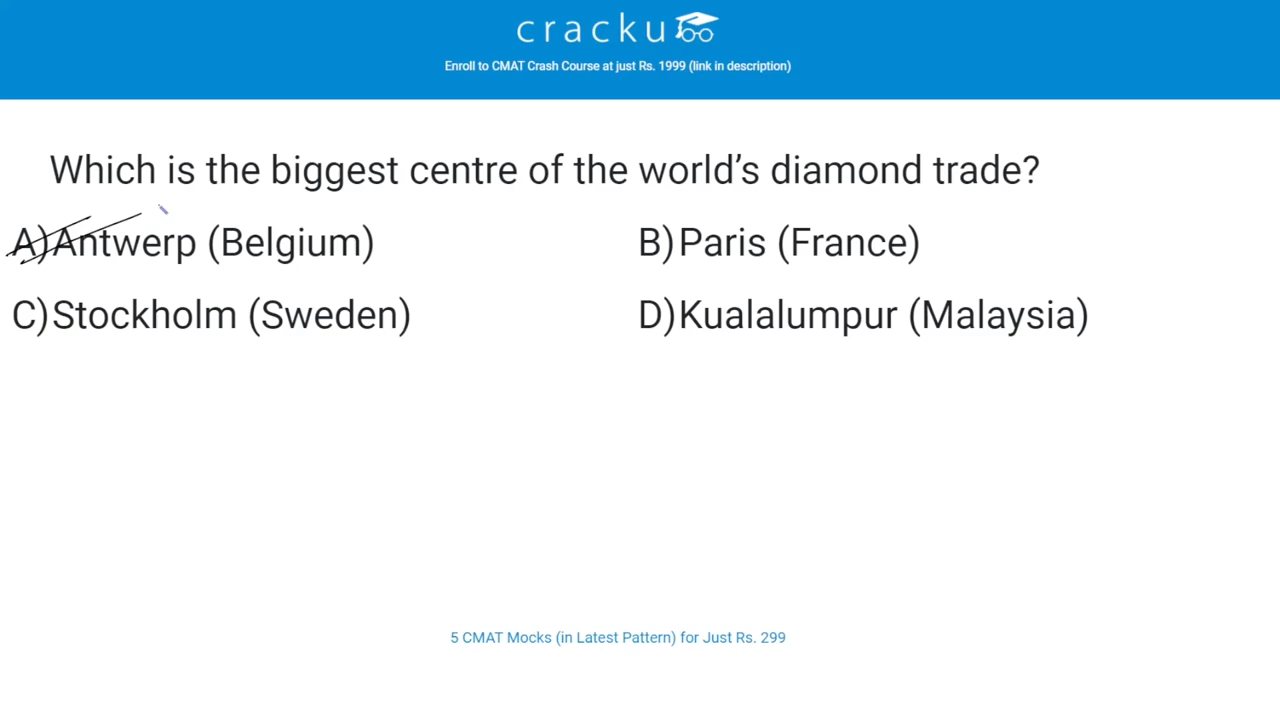 cracku
Enroll to CMAT Crash Course at just Rs. 1999 (link in description)
Which is the biggest centre of the world’s diamond trade?
A) Antwerp (Belgium) B) Paris (France)
C) Stockholm (Sweden) D) Kualalumpur (Malaysia)
5 CMAT Mocks (in Latest Pattern) for Just Rs. 299